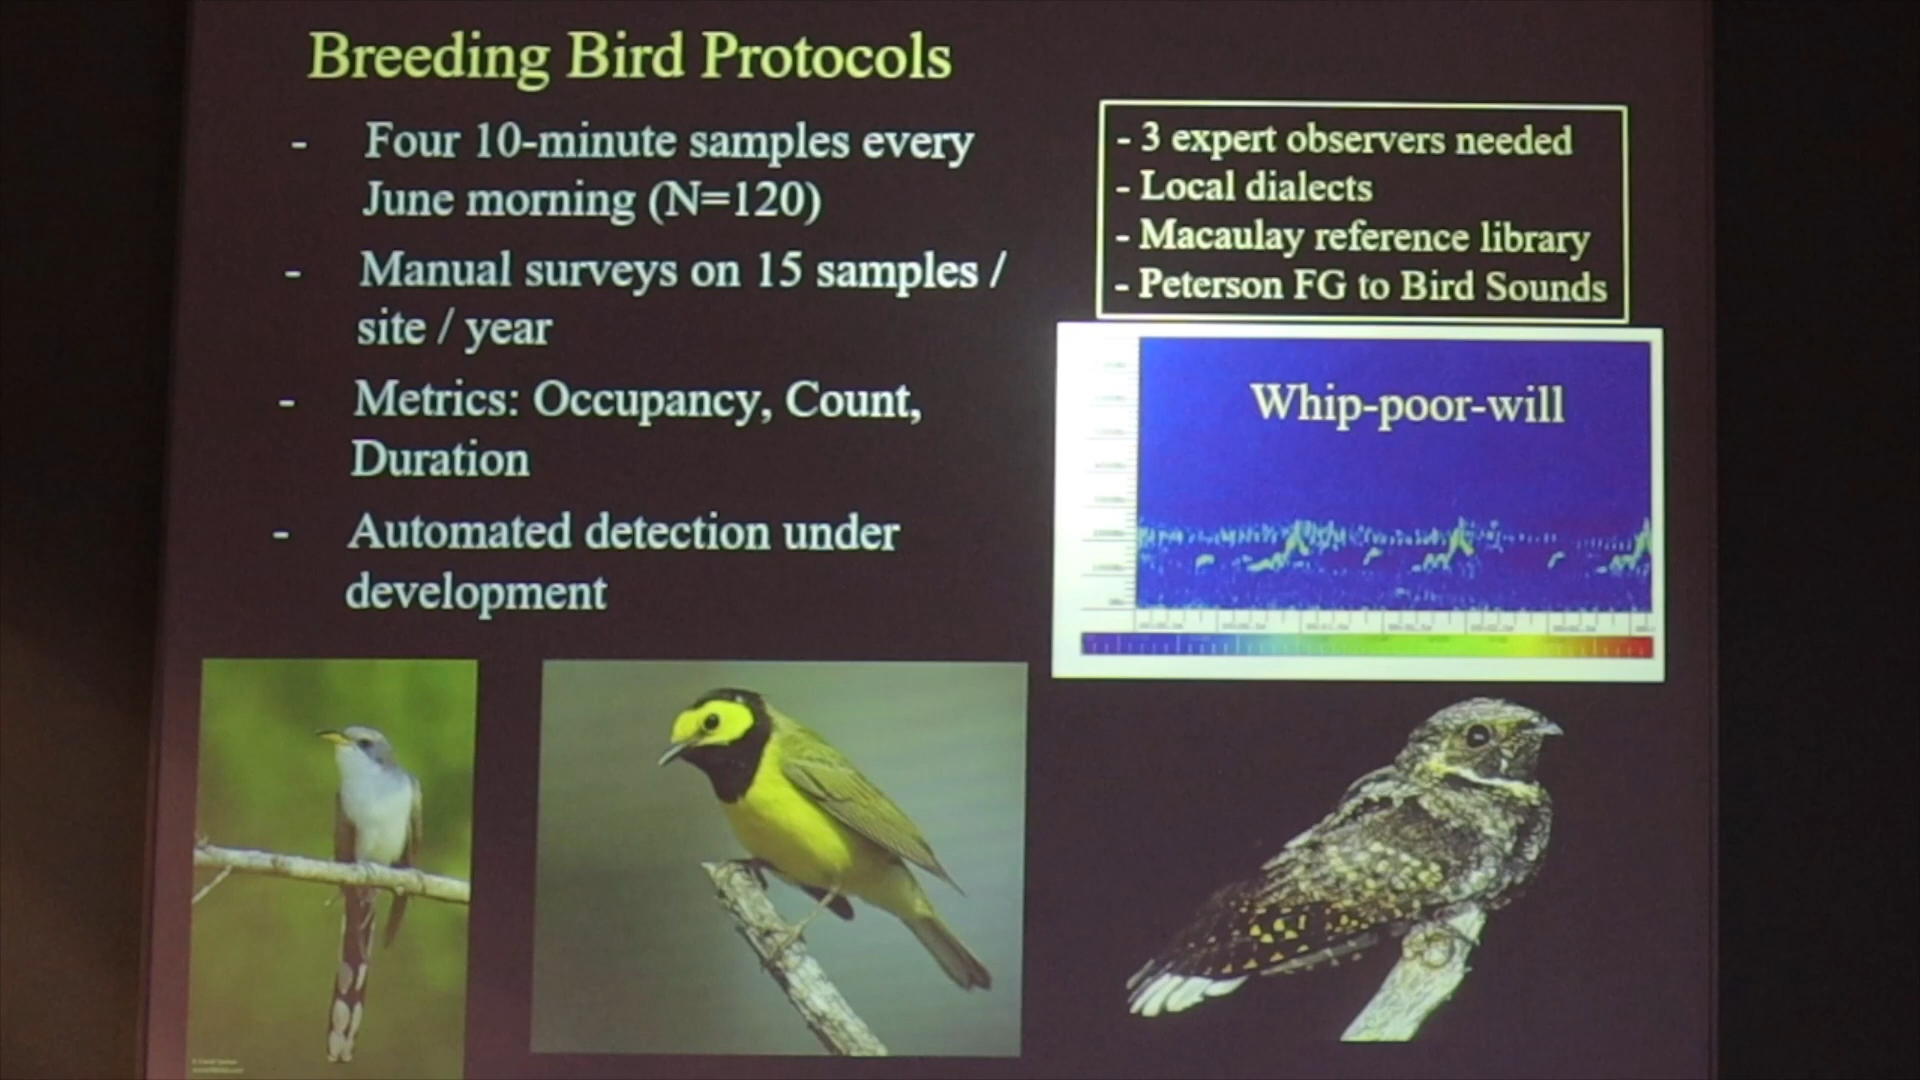 Breeding Bird Protocols
- Four 10-minute samples every
June morning (N=120)
- Manual surveys on 15 samples /
site / year
- Metrics: Occupancy, Count,
Duration
- Automated detection under
development
- 3 expert observers needed
- Local dialects
- Macaulay reference library
- Peterson FG to Bird Sounds
Whip-poor-will